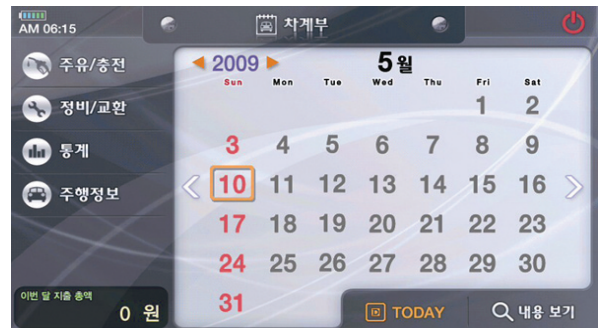 AM 06:15
차계부
주유/충전
정비/교환
통계
주행정보
이번 달 지출 총액
0 원
2009 5월
Sun Mon Tue Wed Thu Fri Sat
1 2
3 4 5 6 7 8 9
10 11 12 13 14 15 16
17 18 19 20 21 22 23
24 25 26 27 28 29 30
31
TODAY 내용 보기